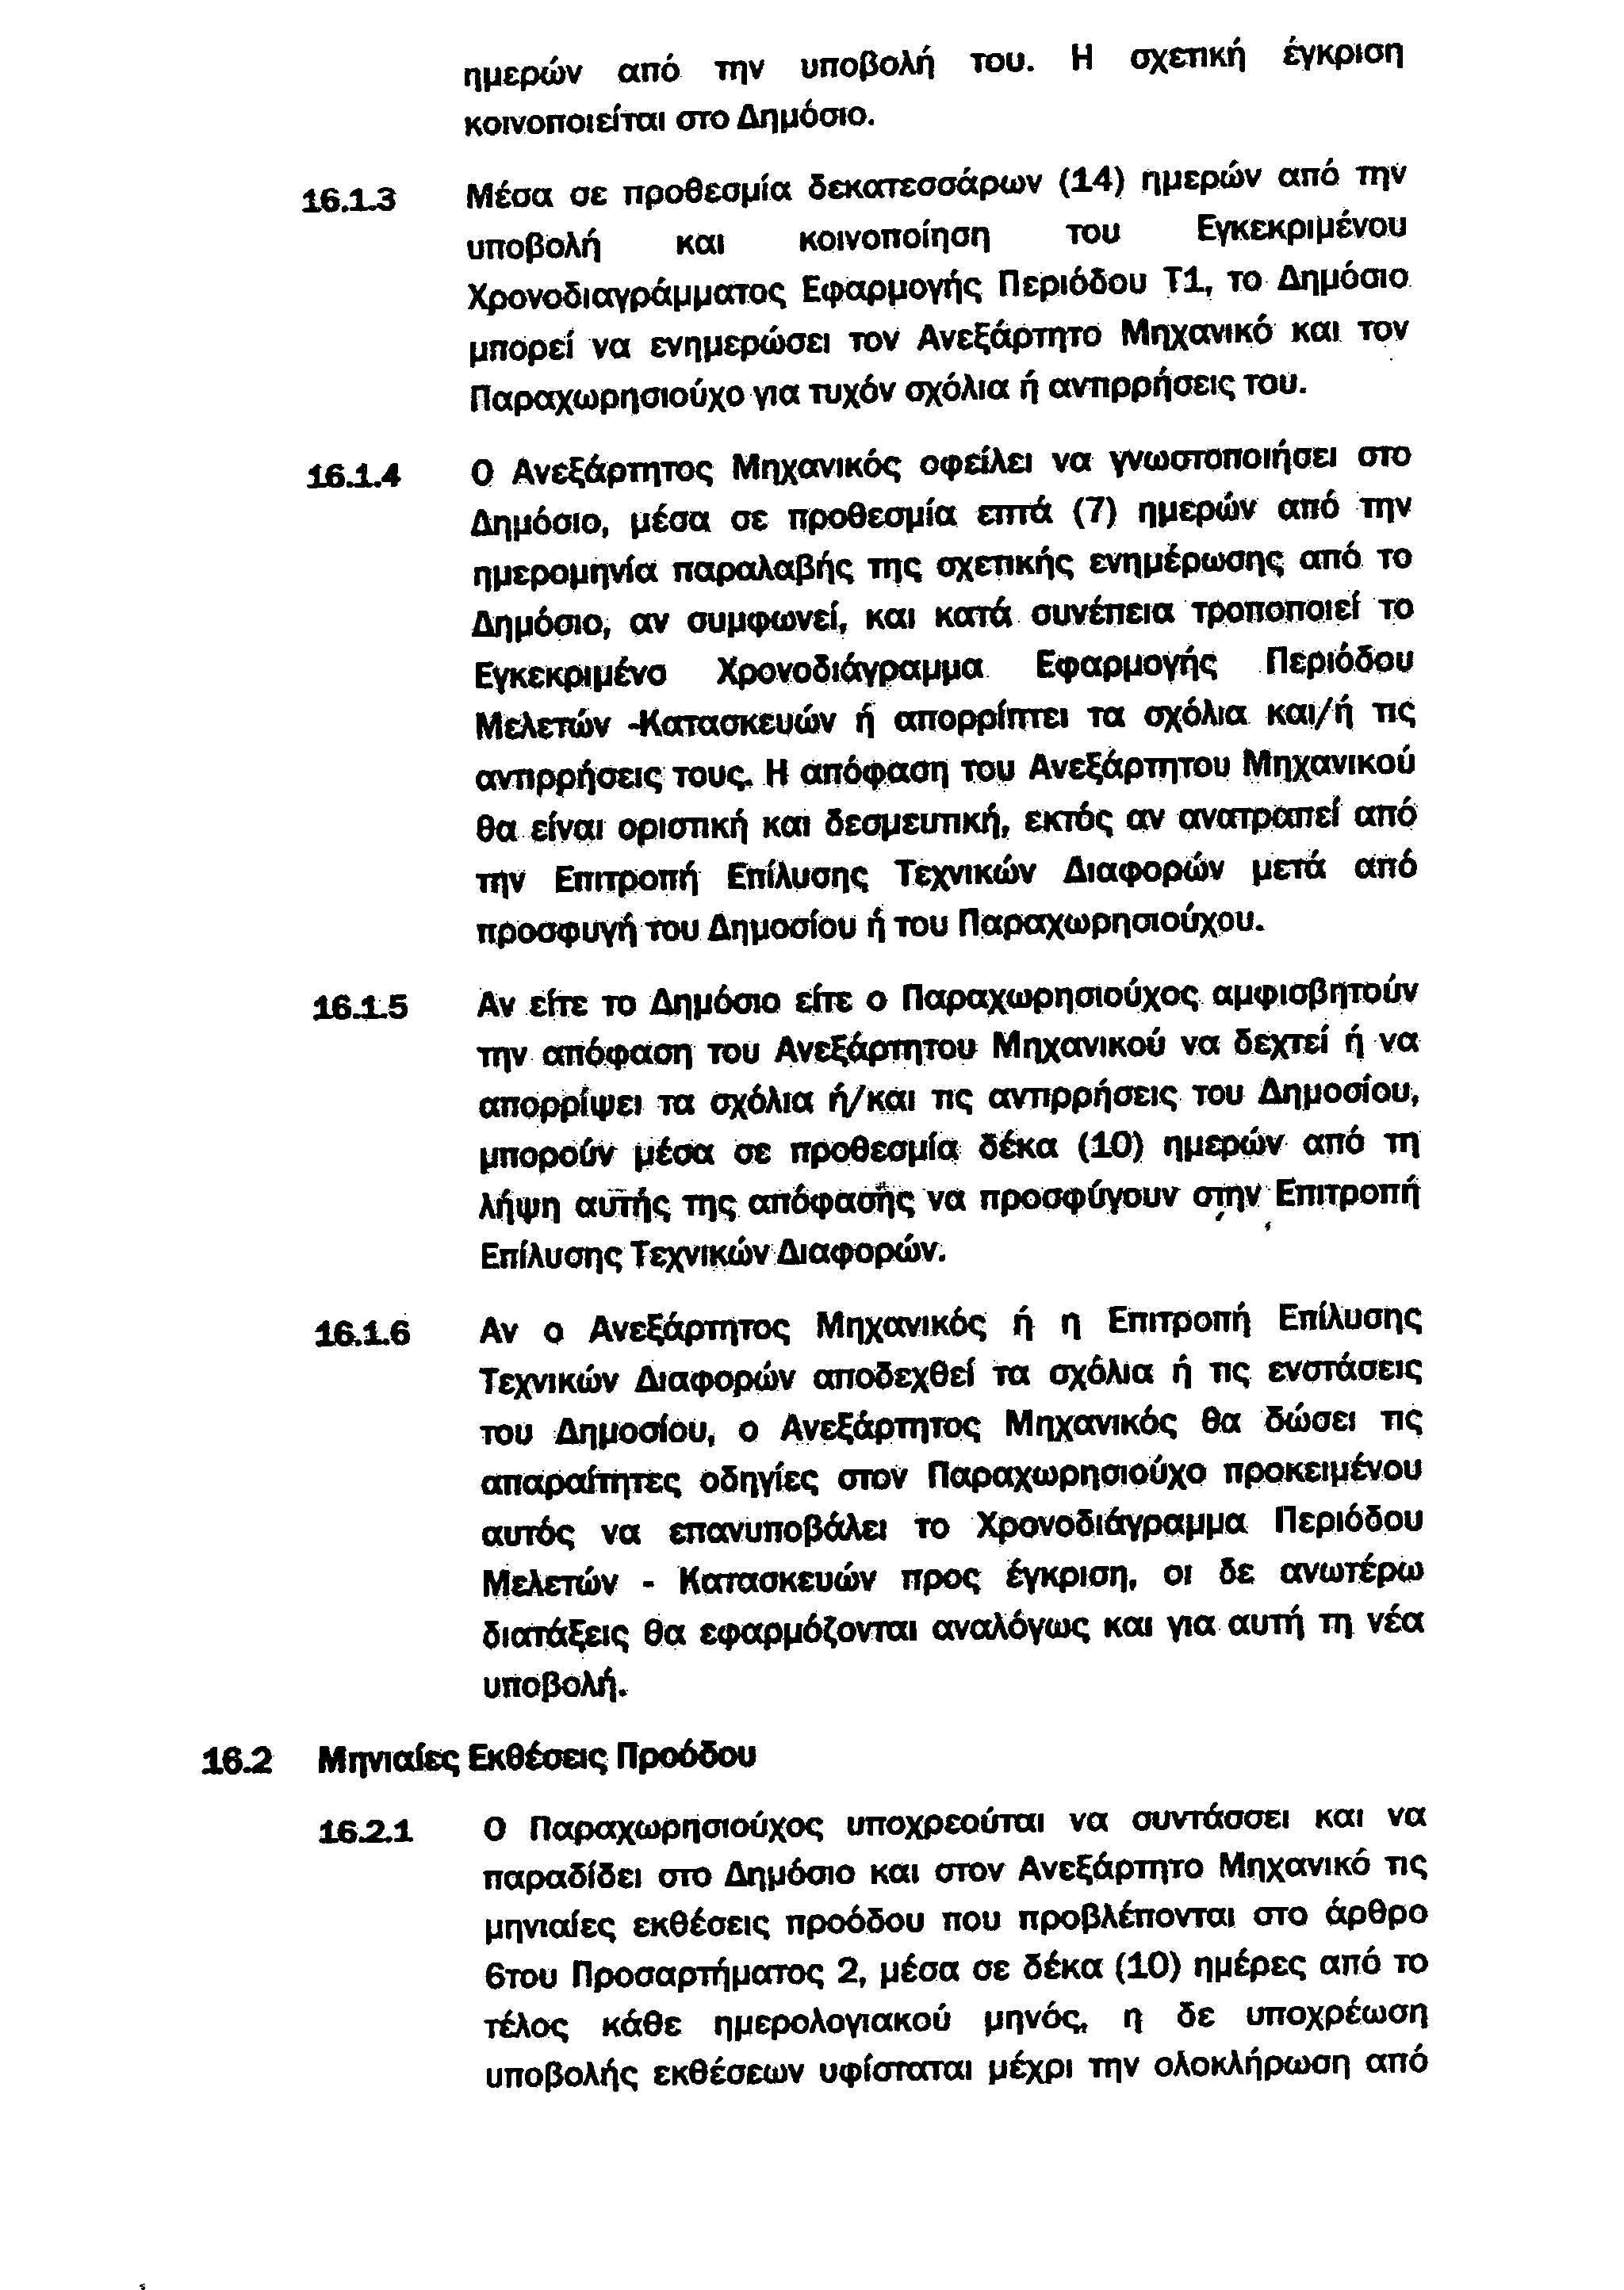 ημερών από την υποβολή του. Η σχετική έγκριση
κοινοποιείται στο Δημόσιο.
16.1.3 Μέσα σε προθεσμία δεκατεσσάρων (14) ημερών από την
υποβολή και κοινοποίηση του Εγκεκριμένου
Χρονοδιαγράμματος Εφαρμογής Περιόδου Τ1, το Δημόσιο
μπορεί να ενημερώσει τον Ανεξάρτητο Μηχανικό και τον
Παραχωρησιούχο για τυχόν σχόλια ή αντιρρήσεις του.
16.1.4 Ο Ανεξάρτητος Μηχανικός οφείλει να γνωστοποιήσει στο
Δημόσιο, μέσα σε προθεσμία επτά (7) ημερών από την
ημερομηνία παραλαβής της σχετικής ενημέρωσης από το
Δημόσιο, αν συμφωνεί, και κατά συνέπεια τροποποιεί το
Εγκεκριμένο Χρονοδιάγραμμα Εφαρμογής Περιόδου
Μελετών -Κατασκευών ή απορρίπτει τα σχόλια και/ή τις
αντιρρήσεις τους. Η απόφαση του Ανεξάρτητου Μηχανικού
θα είναι οριστική και δεσμευτική, εκτός αν ανατραπεί από
την Επιτροπή Επίλυσης Τεχνικών Διαφορών μετά από
προσφυγή του Δημοσίου ή του Παραχωρησιούχου.
16.1.5 Αν είτε το Δημόσιο είτε ο Παραχωρησιούχος αμφισβητούν
την απόφαση του Ανεξάρτητου Μηχανικού να δεχτεί ή να
απορρίψει τα σχόλια ή/και τις αντιρρήσεις του Δημοσίου,
μπορούν μέσα σε προθεσμία δέκα (10) ημερών από τη
λήψη αυτής της απόφασης να προσφύγουν στην Επιτροπή
Επίλυσης Τεχνικών Διαφορών.
16.1.6 Αν ο Ανεξάρτητος Μηχανικός ή η Επιτροπή Επίλυσης
Τεχνικών Διαφορών αποδεχθεί τα σχόλια ή τις ενστάσεις
του Δημοσίου, ο Ανεξάρτητος Μηχανικός θα δώσει τις
απαραίτητες οδηγίες στον Παραχωρησιούχο προκειμένου
αυτός να επανυποβάλει το Χρονοδιάγραμμα Περιόδου
Μελετών - Κατασκευών προς έγκριση, οι δε ανωτέρω
διατάξεις θα εφαρμόζονται αναλόγως και για αυτή τη νέα
υποβολή.
16.2 Μηνιαίες Εκθέσεις Προόδου
16.2.1 Ο Παραχωρησιούχος υποχρεούται να συντάσσει και να
παραδίδει στο Δημόσιο και στον Ανεξάρτητο Μηχανικό τις
μηνιαίες εκθέσεις προόδου που προβλέπονται στο άρθρο
6του Προσαρτήματος 2, μέσα σε δέκα (10) ημέρες από το
τέλος κάθε ημερολογιακού μηνός, η δε υποχρέωση
υποβολής εκθέσεων υφίσταται μέχρι την ολοκλήρωση από